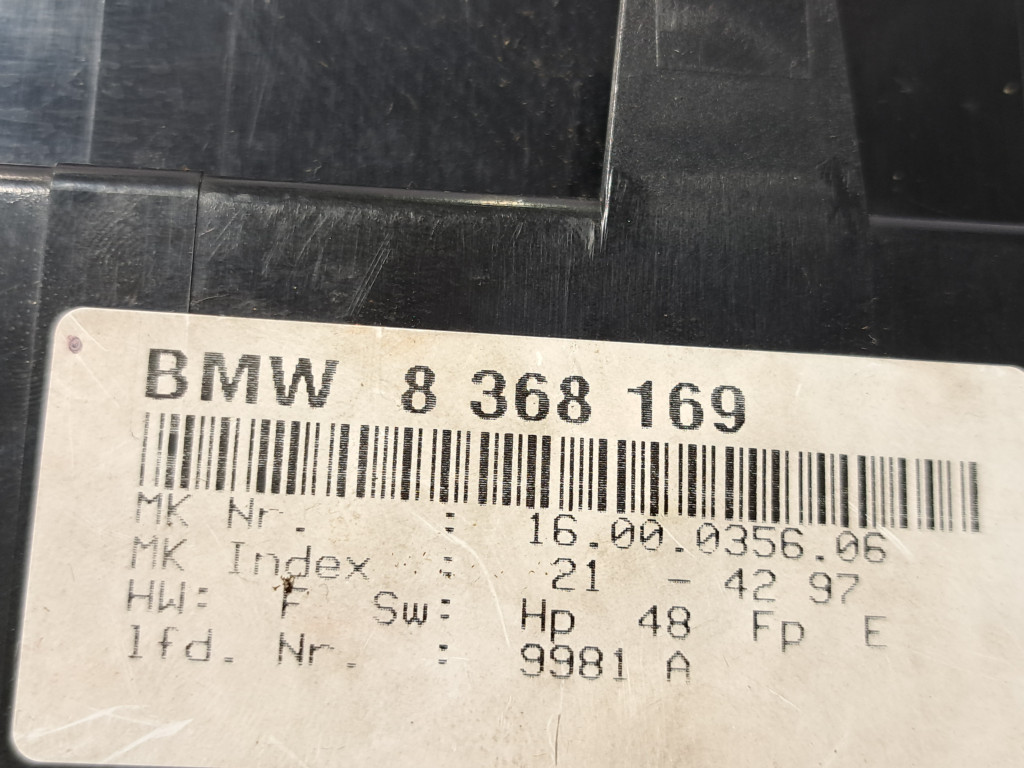 BMW 8 368 169
MK Nr. : 16.00.0356.06
MK Index : 21 - 42 97
HW: F Sw: Hp 48 Fp E
lfd. Nr. : 9981 A